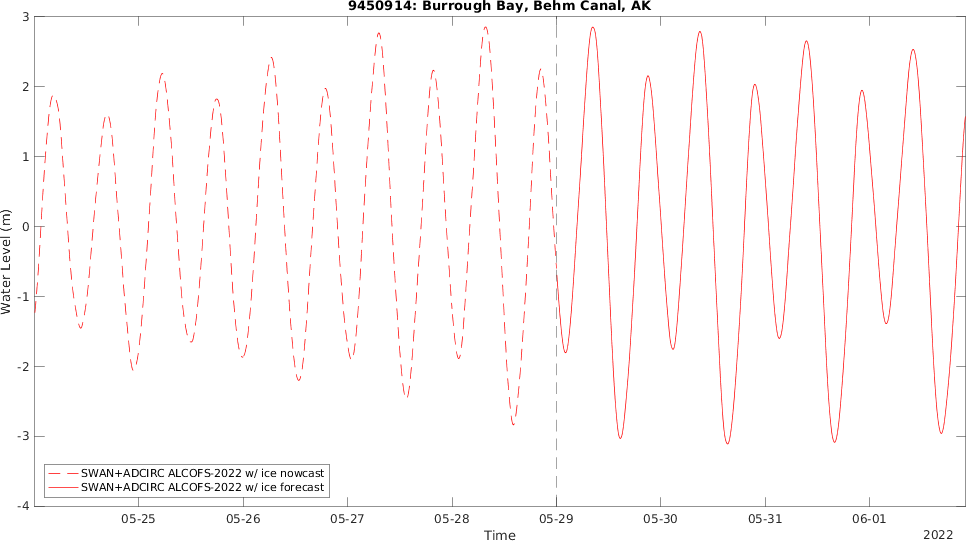 9450914: Burrough Bay, Behm Canal, AK
3
2
1
0
-1
-2
-3
-4
Water Level (m)
SWAN+ADCIRC ALCOFS-2022 w/ ice nowcast
SWAN+ADCIRC ALCOFS-2022 w/ ice forecast
05-25 05-26 05-27 05-28 05-29 05-30 05-31 06-01
Time
2022